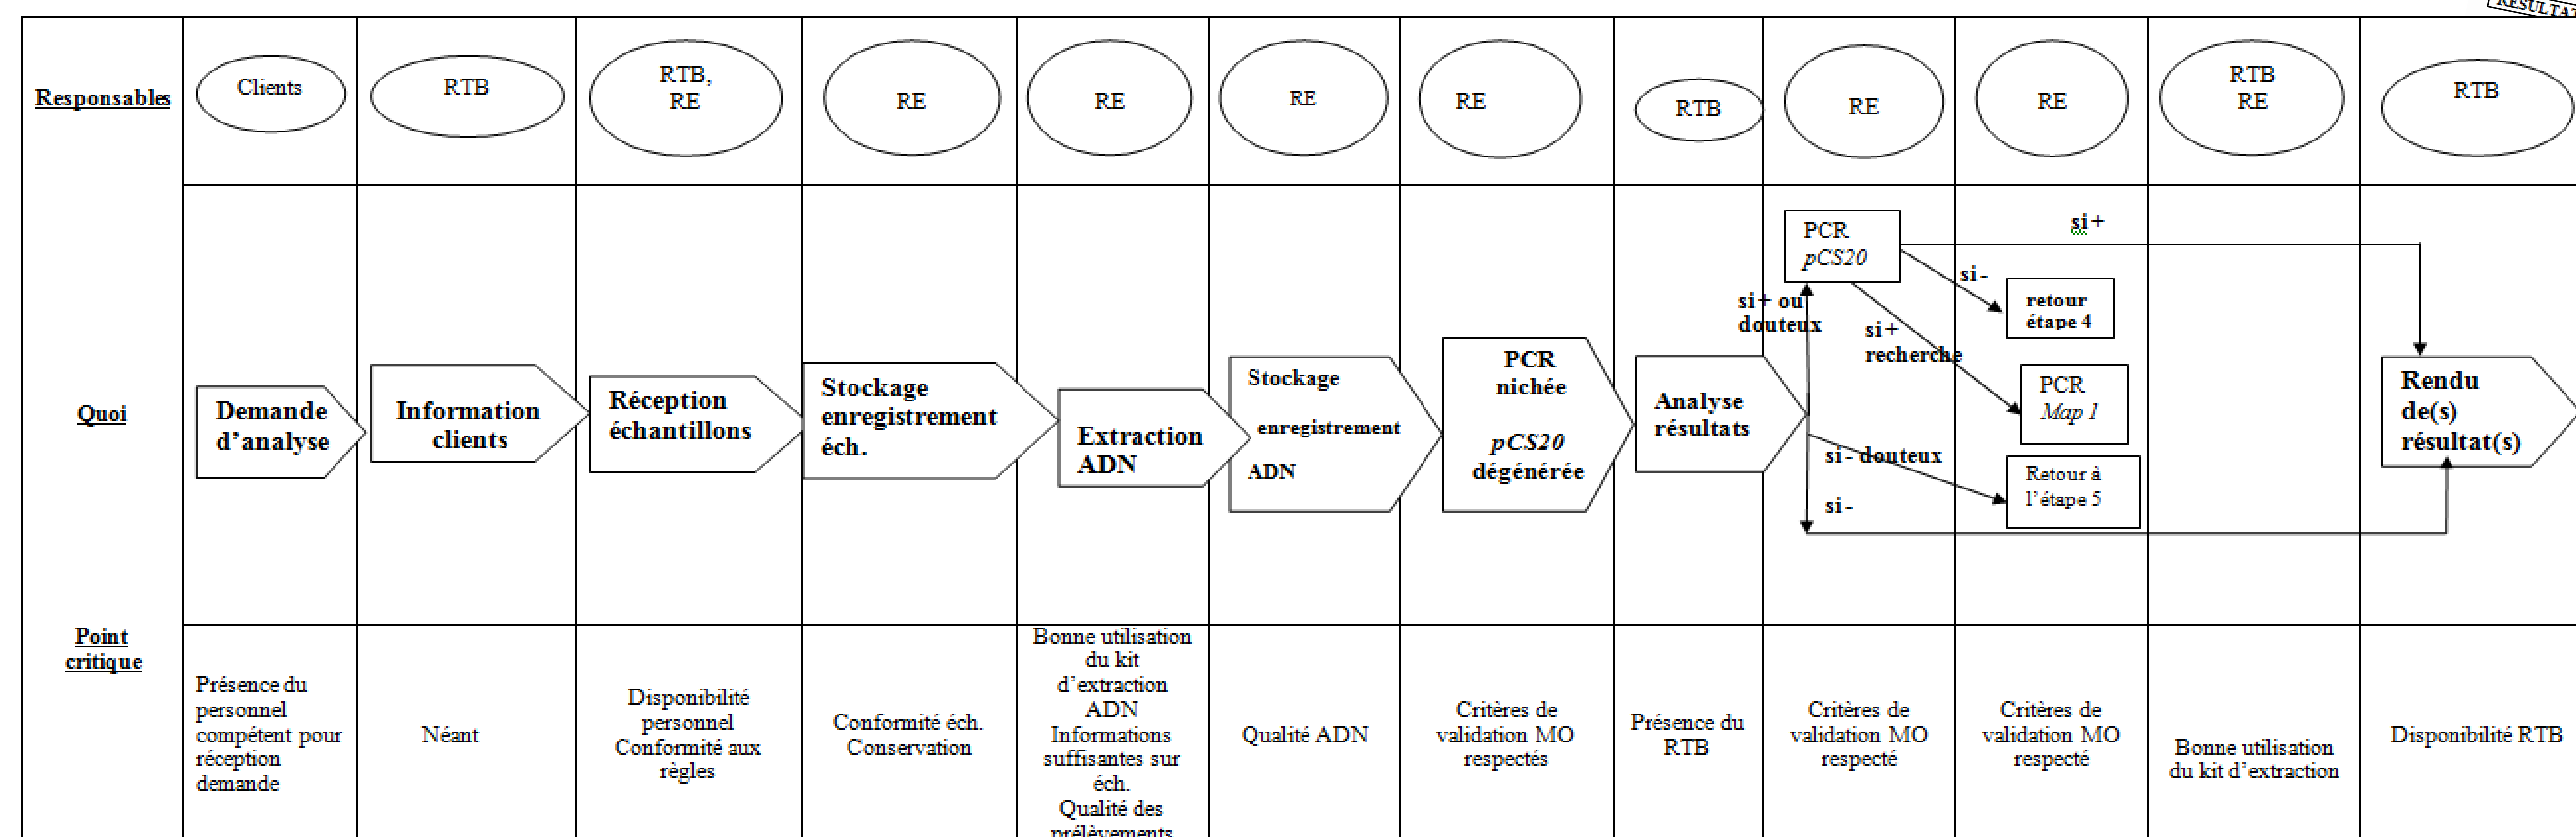 RESULTAT
Responsables
Clients
RTB
RTB,
RE
RE
RE
RE
RE
RTB
RE
RE
RTB
RE
RTB
Quoi
Demande
d’analyse
Information
clients
Réception
échantillons
Stockage
enregistrement
éch.
Extraction
ADN
Stockage
enregistrement
ADN
PCR
nichée
pCS20
dégénérée
Analyse
résultats
si+ ou
douteux
PCR
pCS20
si+
si-
retour
étape 4
si+
recherche
PCR
Map 1
si- douteux
Retour à
l’étape 5
si-
Rendu
de(s)
résultat(s)
Point
critique
Présence du
personnel
compétent pour
réception
demande
Néant
Disponibilité
personnel
Conformité aux
règles
Conformité éch.
Conservation
Bonne utilisation
du kit
d’extraction
ADN
Informations
suffisantes sur
éch.
Qualité des
prélèvements
Qualité ADN
Critères de
validation MO
respectés
Présence du
RTB
Critères de
validation MO
respecté
Critères de
validation MO
respecté
Bonne utilisation
du kit d’extraction
Disponibilité RTB